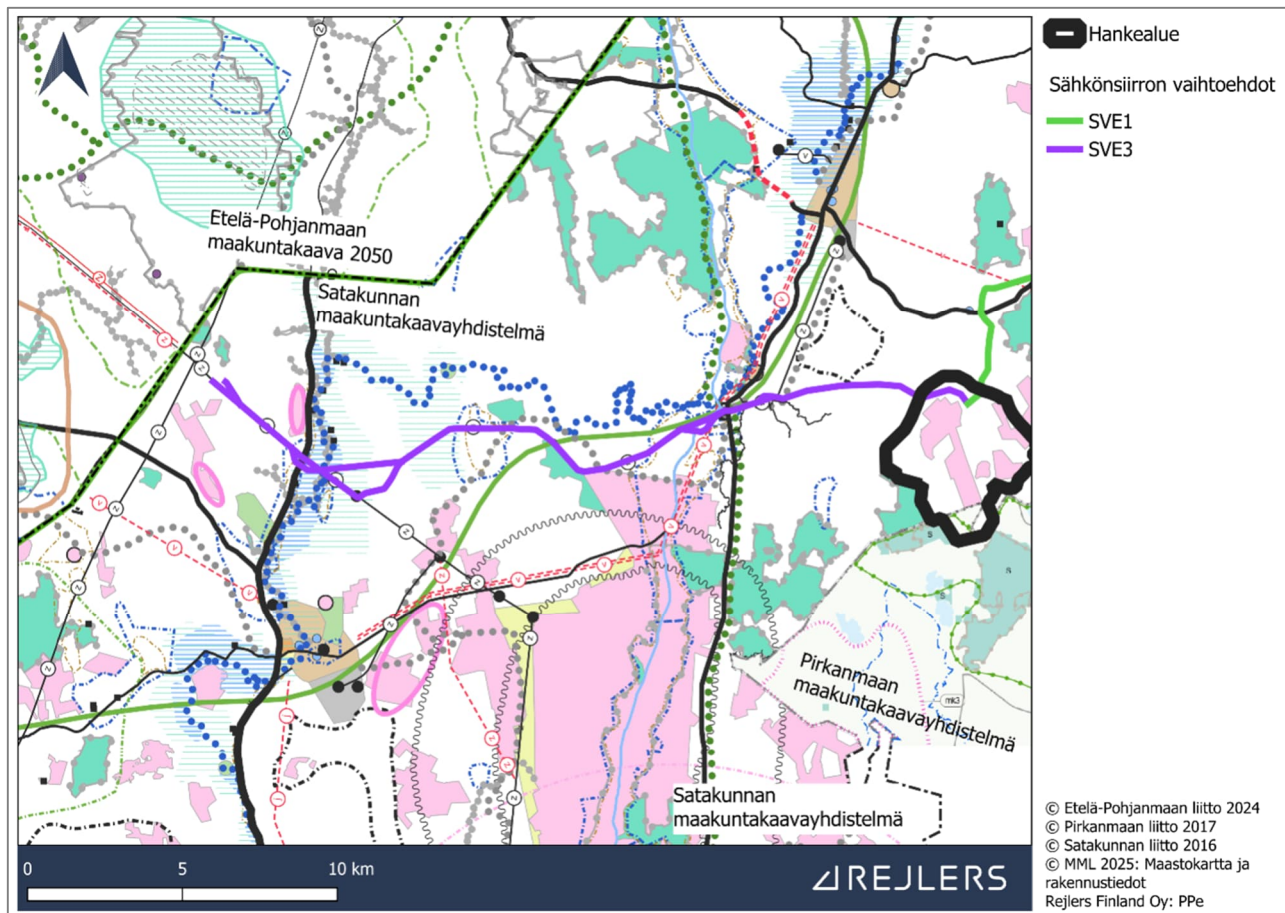 Hankealue
Sähkönsiirron vaihtoehdot
SVE1
SVE3
Etelä-Pohjanmaan
maakuntakaava 2050
Satakunnan
maakuntakaavayhdistelmä
Pirkanmaan
maakuntakaavayhdistelmä
mk3
S
S
S
Satakunnan
maakuntakaavayhdistelmä
0 5 10 km
REJLERS
© Etelä-Pohjanmaan liitto 2024
© Pirkanmaan liitto 2017
© Satakunnan liitto 2016
© MML 2025: Maastokartta ja
rakennustiedot
Rejlers Finland Oy: PPe